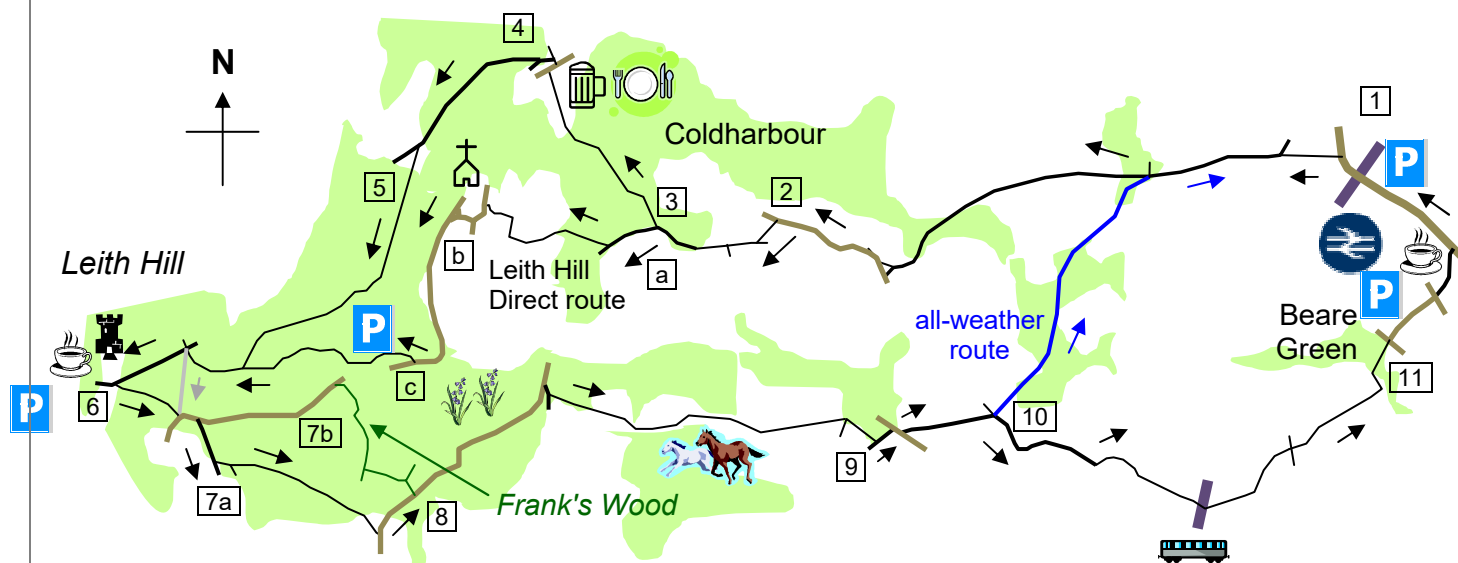 4
N
1
P
Coldharbour
5
2
3
b
a
Leith Hill
Leith Hill
Direct route
P
P
all-weather
route
Beare
Green
c
11
P
6
7b
10
9
7a
8
Frank's Wood